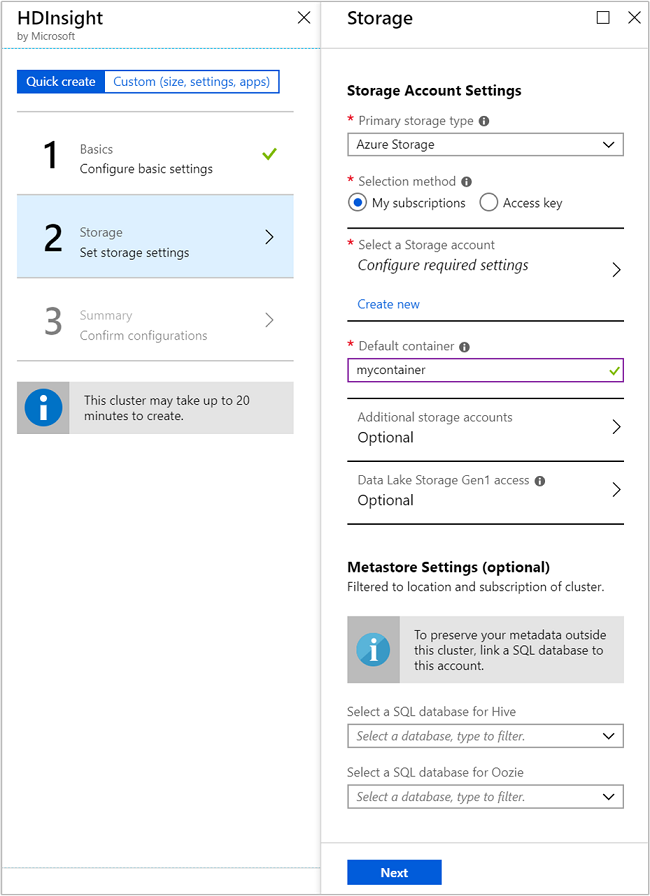 HDInsight
by Microsoft
Quick create
Custom (size, settings, apps)
1
Basics
Configure basic settings
2
Storage
Set storage settings
3
Summary
Confirm configurations
This cluster may take up to 20
minutes to create.
Storage
Storage Account Settings
* Primary storage type
Azure Storage
* Selection method
My subscriptions
Access key
* Select a Storage account
Configure required settings
Create new
* Default container
mycontainer
Additional storage accounts
Optional
Data Lake Storage Gen1 access
Optional
Metastore Settings (optional)
Filtered to location and subscription of cluster.
To preserve your metadata outside
this cluster, link a SQL database to
this account.
Select a SQL database for Hive
Select a database, type to filter.
Select a SQL database for Oozie
Select a database, type to filter.
Next